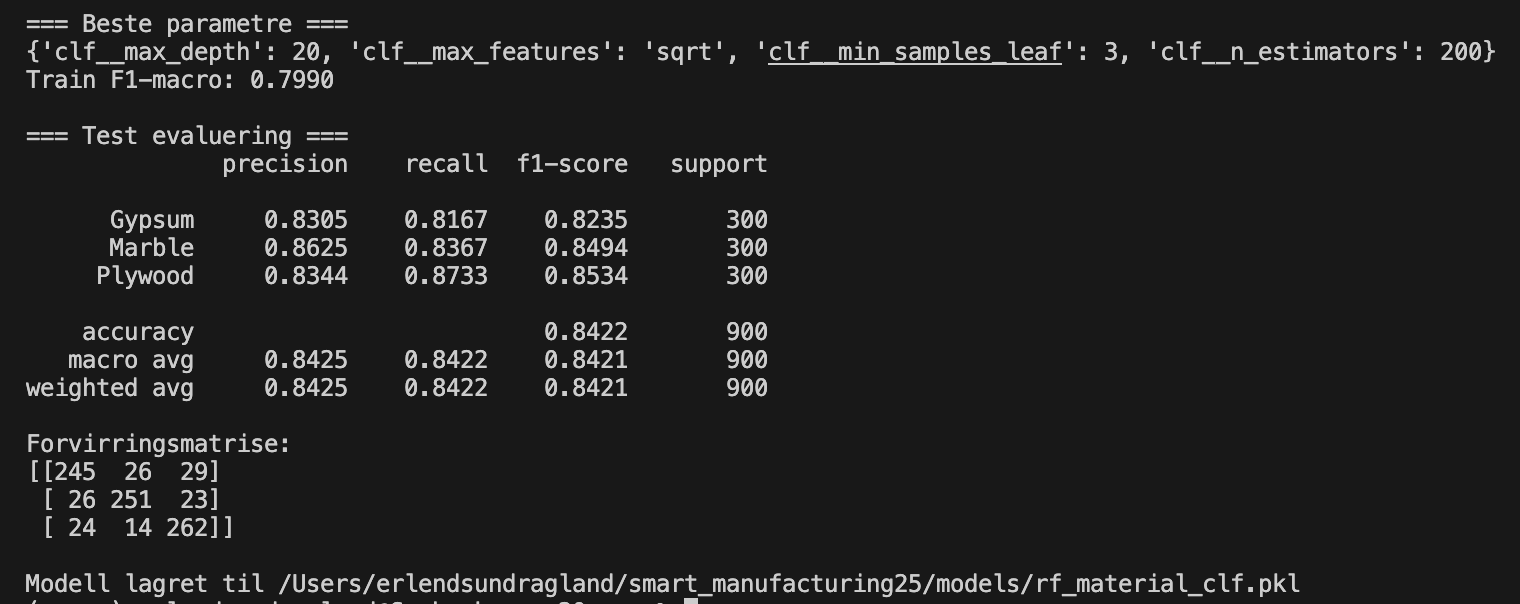 === Beste parametre ===
{'clf__max_depth': 20, 'clf__max_features': 'sqrt', 'clf__min_samples_leaf': 3, 'clf__n_estimators': 200}
Train F1-macro: 0.7990
=== Test evaluering ===
precision recall f1-score support
Gypsum 0.8305 0.8167 0.8235 300
Marble 0.8625 0.8367 0.8494 300
Plywood 0.8344 0.8733 0.8534 300
accuracy 0.8422 900
macro avg 0.8425 0.8422 0.8421 900
weighted avg 0.8425 0.8422 0.8421 900
Forvirringsmatrise:
[[245 26 29]
[ 26 251 23]
[ 24 14 262]]
Modell lagret til /Users/erlendsundragland/smart_manufacturing25/models/rf_material_clf.pkl